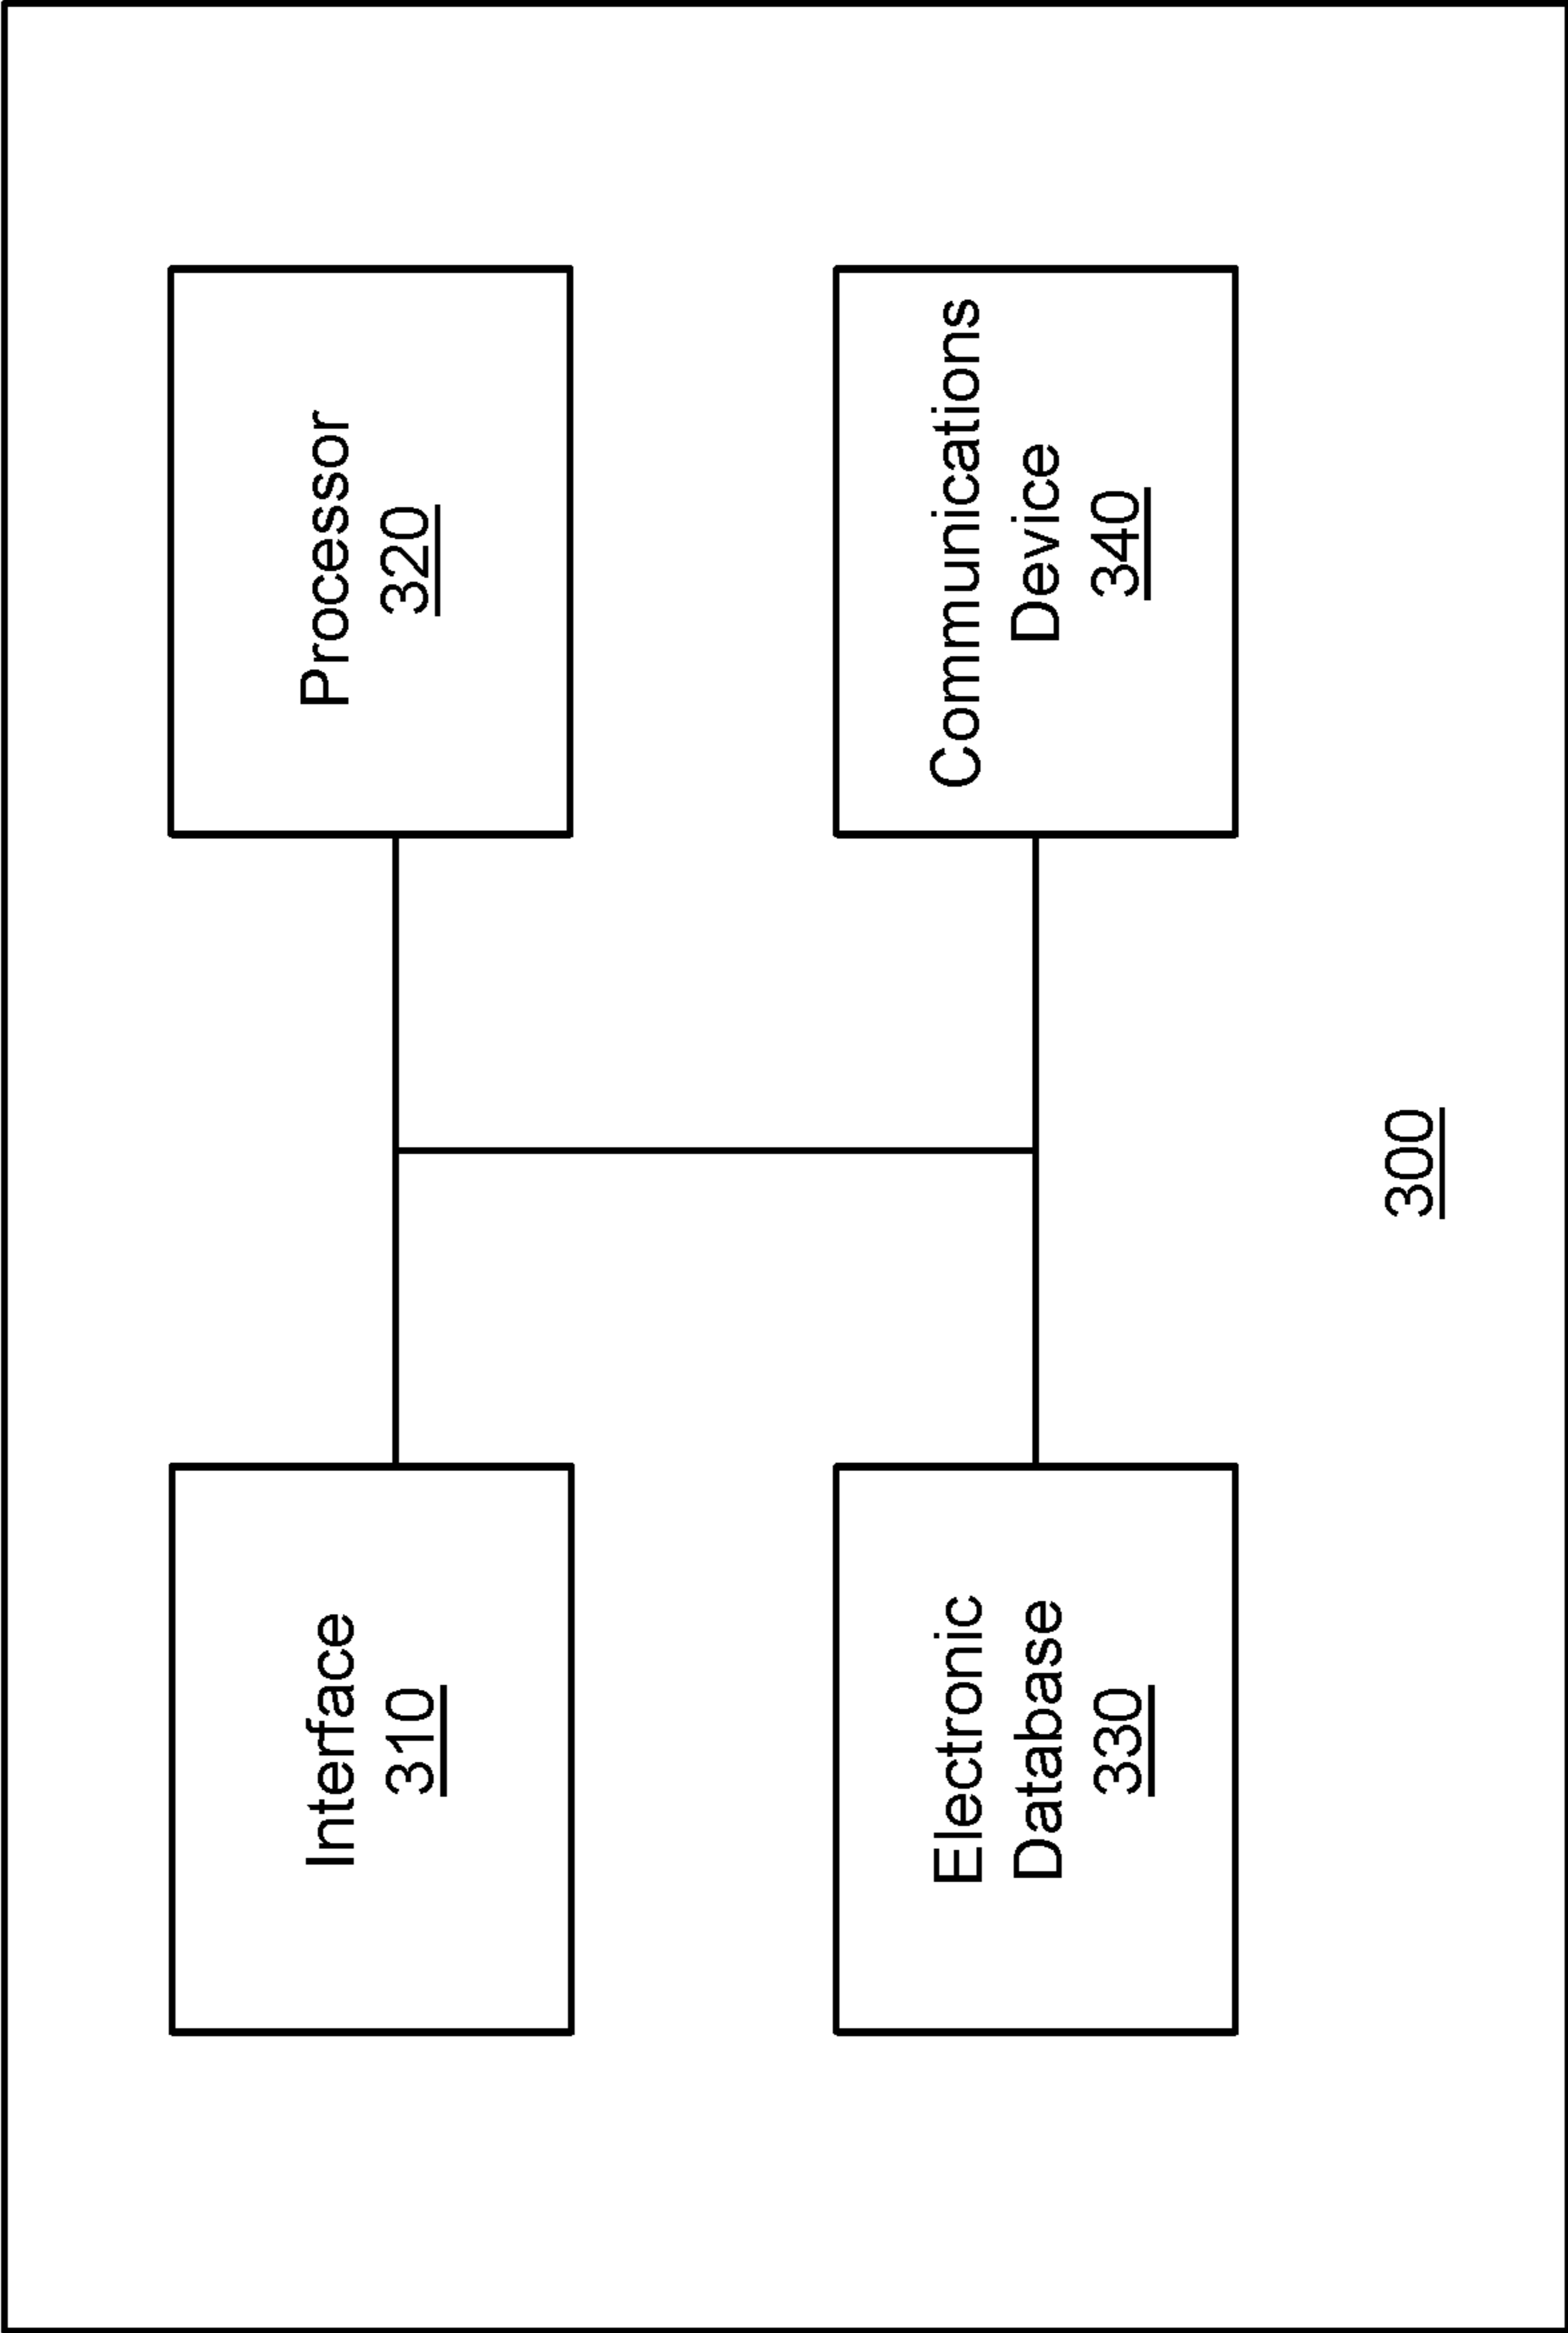 Interface
310
Processor
320
Electronic
Database
330
Communications
Device
340
300